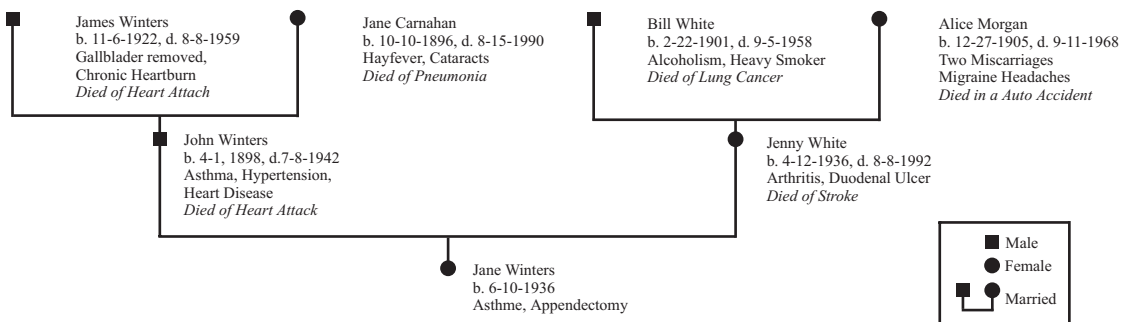 James Winters
b. 11-6-1922, d. 8-8-1959
Gallblader removed,
Chronic Heartburn
Died of Heart Attach
Jane Carnahan
b. 10-10-1896, d. 8-15-1990
Hayfever, Cataracts
Died of Pneumonia
Bill White
b. 2-22-1901, d. 9-5-1958
Alcoholism, Heavy Smoker
Died of Lung Cancer
Alice Morgan
b. 12-27-1905, d. 9-11-1968
Two Miscarriages
Migraine Headaches
Died in a Auto Accident
John Winters
b. 4-1, 1898, d.7-8-1942
Asthma, Hypertension,
Heart Disease
Died of Heart Attack
Jenny White
b. 4-12-1936, d. 8-8-1992
Arthritis, Duodenal Ulcer
Died of Stroke
Jane Winters
b. 6-10-1936
Asthme, Appendectomy
Male
Female
Married